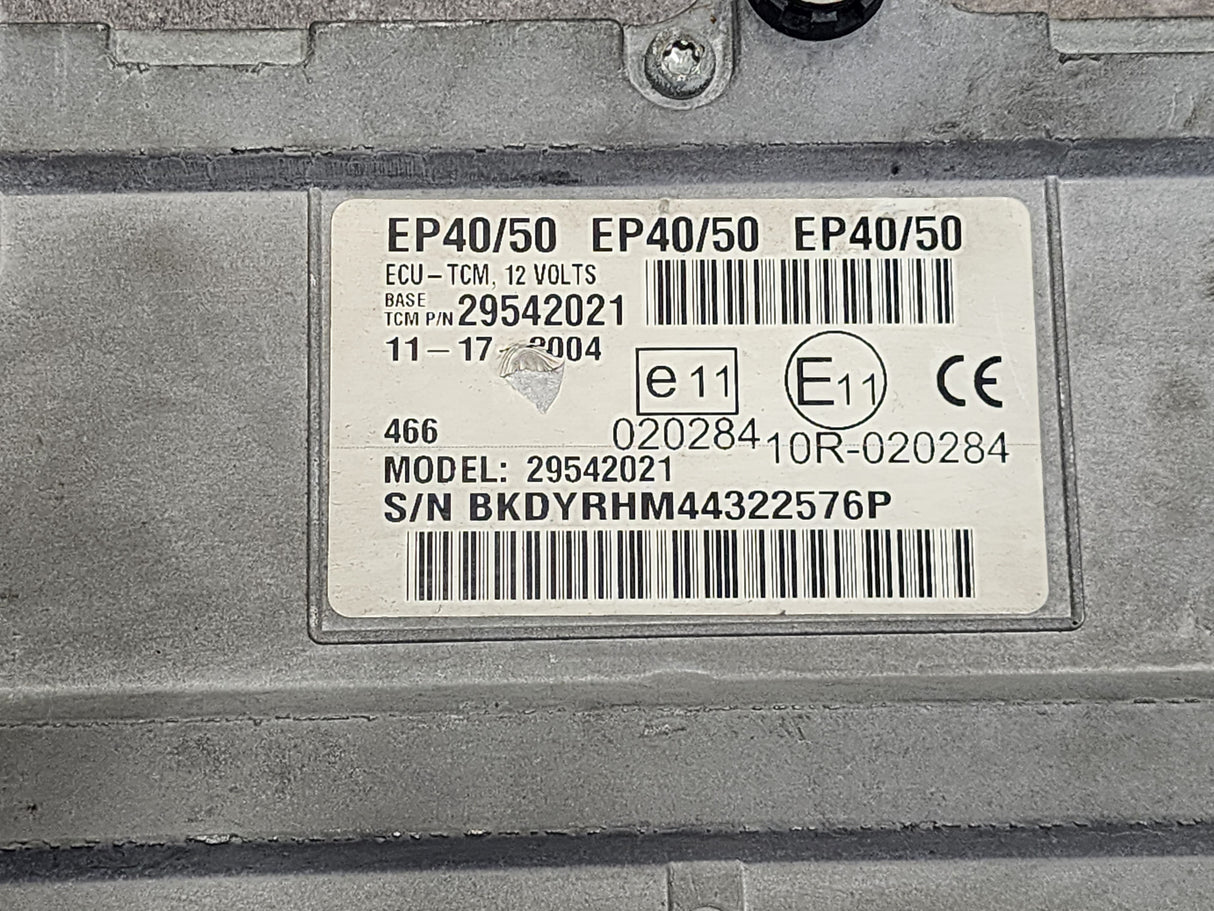 EP40/50 EP40/50 EP40/50
ECU-TCM, 12 VOLTS
BASE
TCM P/N 29542021
11-17-2004
e11
E11
CE
020284
10R-020284
466
MODEL: 29542021
S/N BKDYRHM44322576P